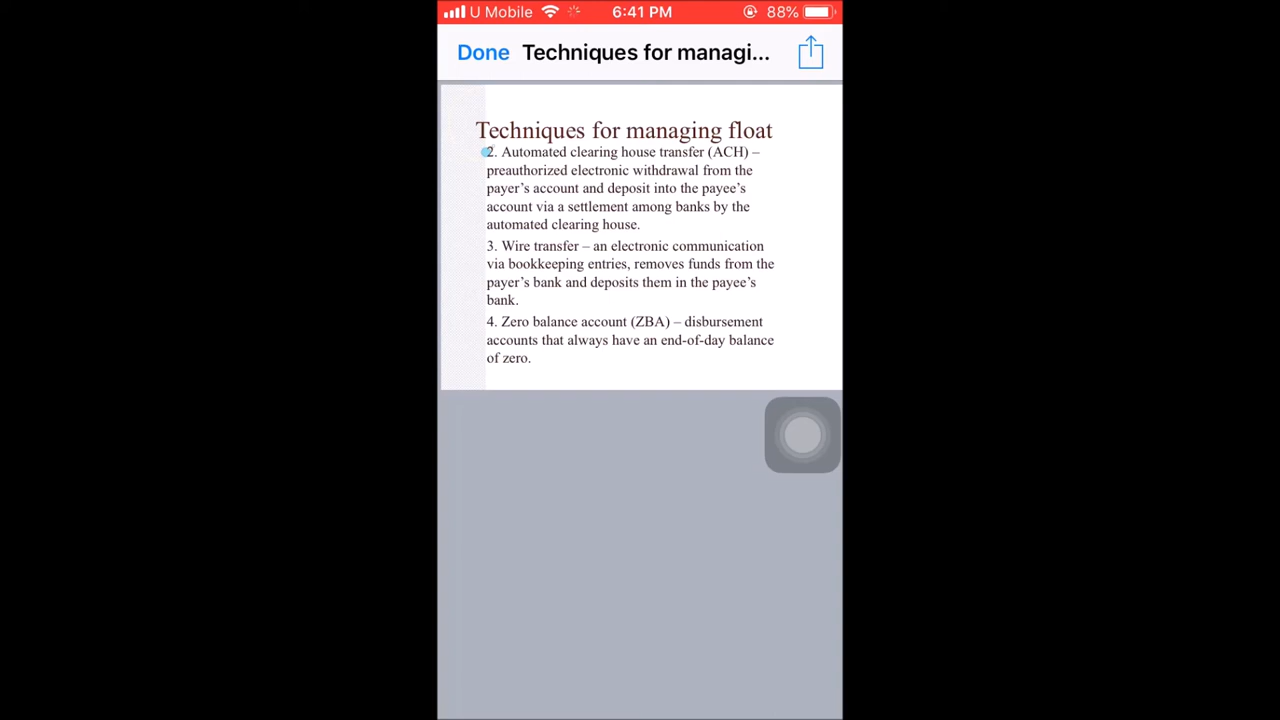 U Mobile 6:41 PM 88%
Done Techniques for managi...
Techniques for managing float
2. Automated clearing house transfer (ACH) –
preauthorized electronic withdrawal from the
payer’s account and deposit into the payee’s
account via a settlement among banks by the
automated clearing house.
3. Wire transfer – an electronic communication
via bookkeeping entries, removes funds from the
payer’s bank and deposits them in the payee’s
bank.
4. Zero balance account (ZBA) – disbursement
accounts that always have an end-of-day balance
of zero.